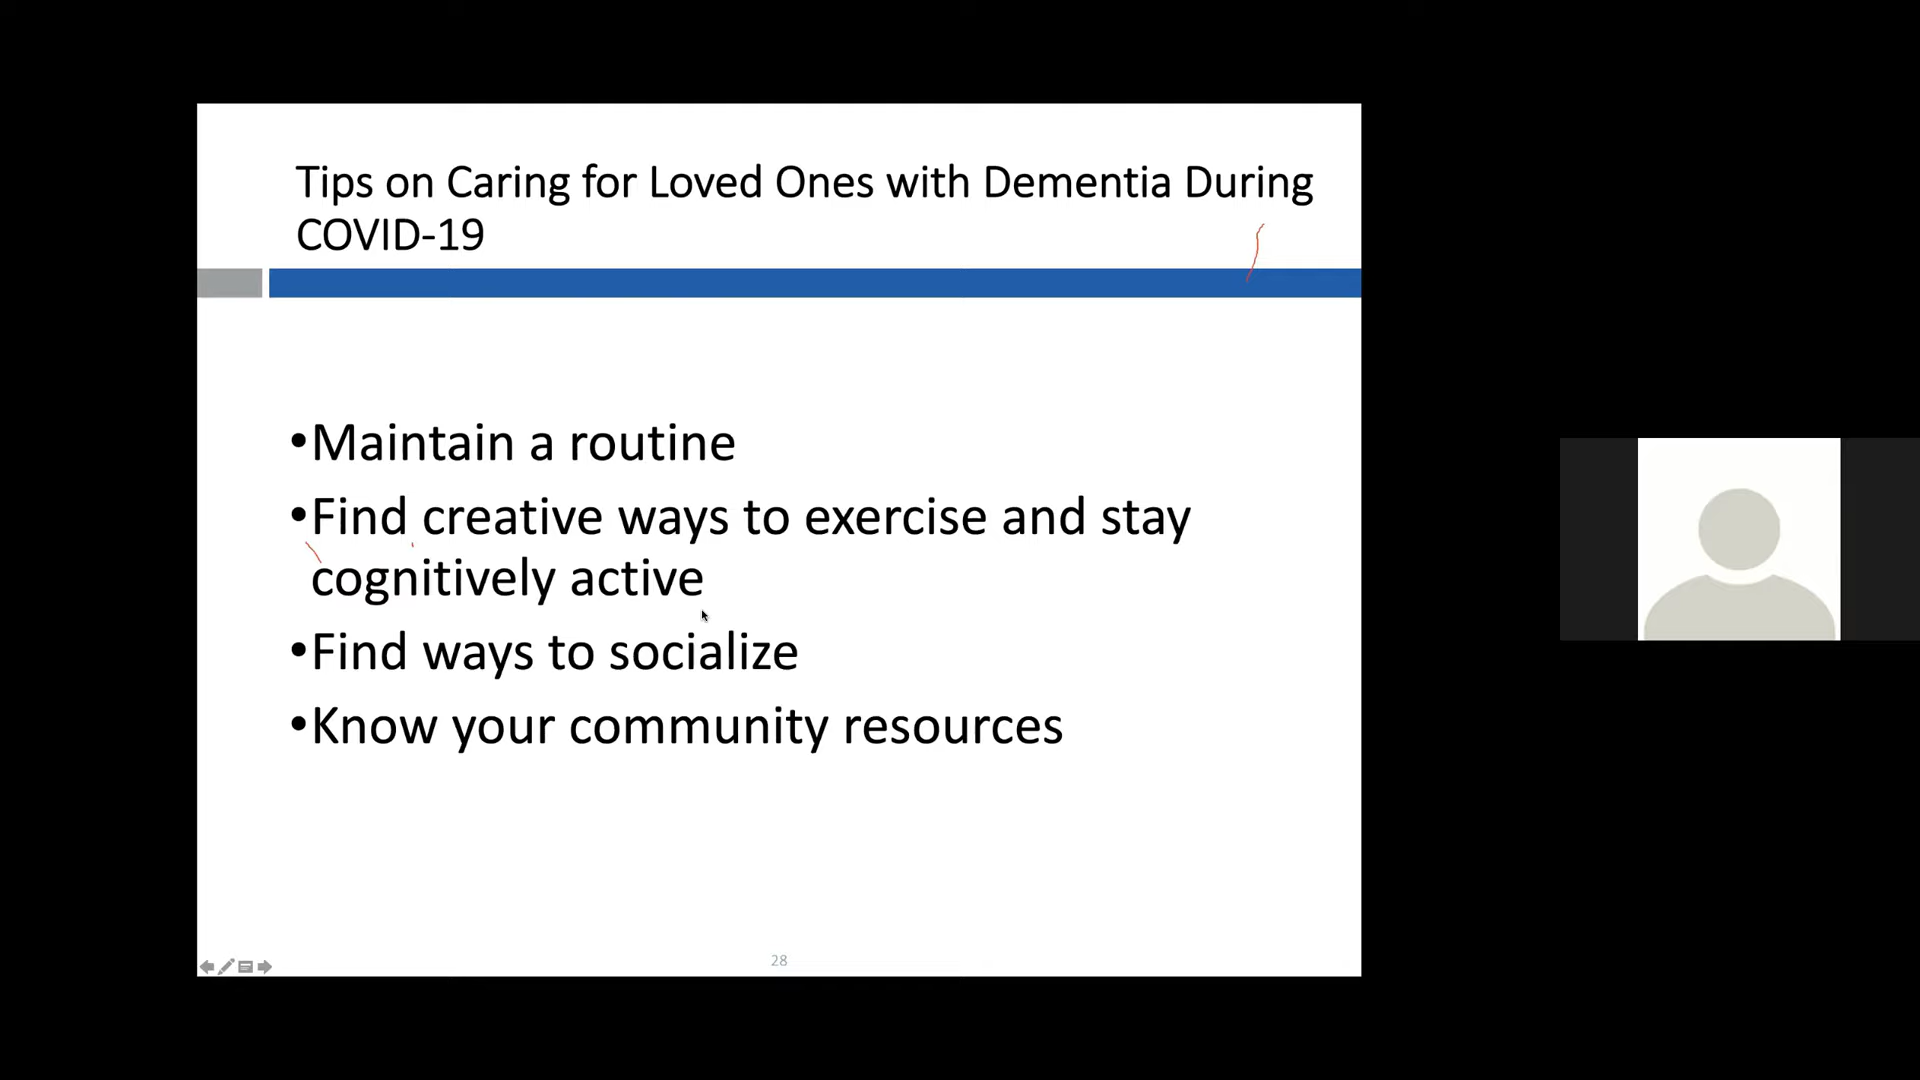 Tips on Caring for Loved Ones with Dementia During
COVID-19
•Maintain a routine
•Find creative ways to exercise and stay
cognitively active
•Find ways to socialize
•Know your community resources
28